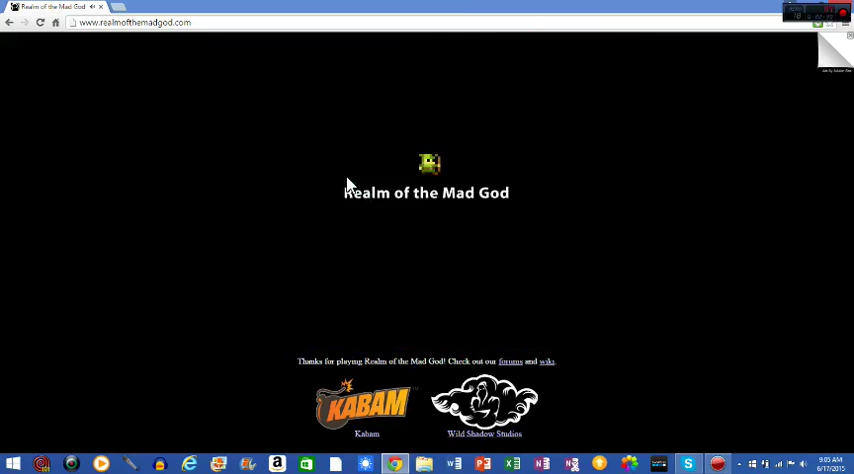 Realm of the Mad God
www.realmofthemadgod.com
Realm of the Mad God
Thanks for playing Realm of the Mad God! Check out our forums and wiki.
KABAM
Kabam
Wild Shadow Studios
9:05 AM
6/17/2015